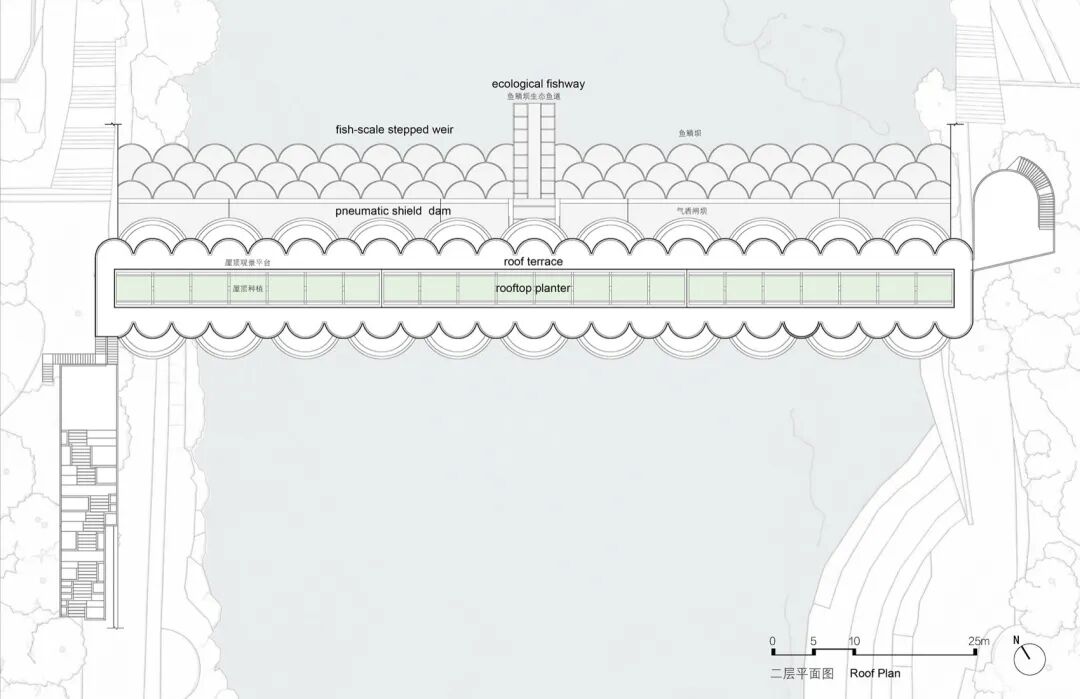 ecological fishway
鱼鳞坝生态鱼道
fish-scale stepped weir
鱼鳞坝
pneumatic shield dam
气盾闸坝
屋顶观景平台
roof terrace
屋顶种植
rooftop planter
0 5 10 25m
N
二层平面图 Roof Plan